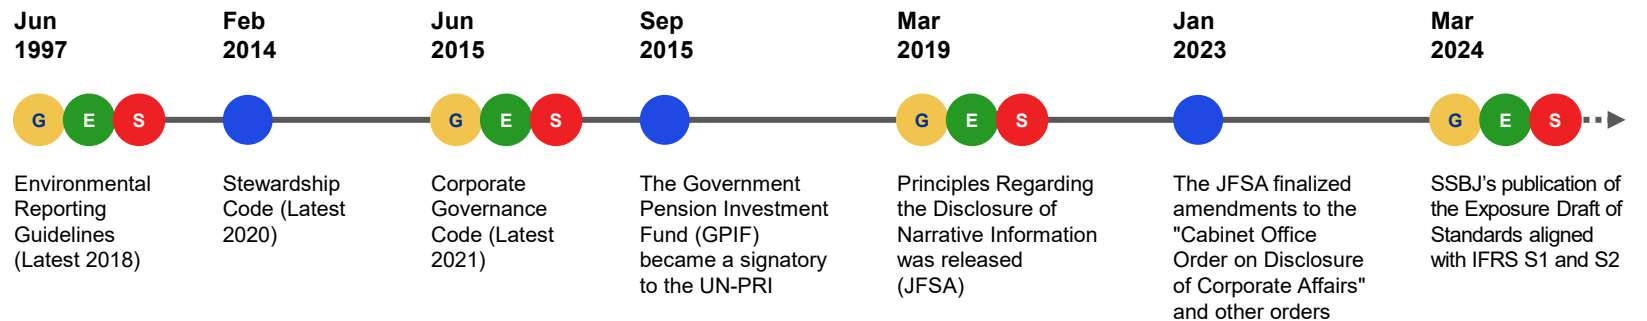 Jun
1997
Feb
2014
Jun
2015
Sep
2015
Mar
2019
Jan
2023
Mar
2024
G E S
G E S
G E S
G E S
Environmental
Reporting
Guidelines
(Latest 2018)
Stewardship
Code (Latest
2020)
Corporate
Governance
Code (Latest
2021)
The Government
Pension Investment
Fund (GPIF)
became a signatory
to the UN-PRI
Principles Regarding
the Disclosure of
Narrative Information
was released
(JFSA)
The JFSA finalized
amendments to the
"Cabinet Office
Order on Disclosure
of Corporate Affairs"
and other orders
SSBJ’s publication of
the Exposure Draft of
Standards aligned
with IFRS S1 and S2